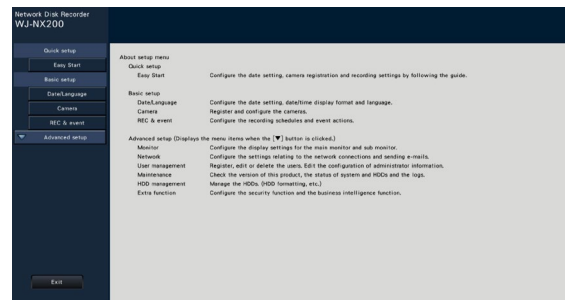 Network Disk Recorder
WJ-NX200
Quick setup
Easy Start
Basic setup
Date/Language
Camera
REC & event
▼ Advanced setup
Exit
About setup menu
Quick setup
Easy Start Configure the date setting, camera registration and recording settings by following the guide.
Basic setup
Date/Language Configure the date setting, date/time display format and language.
Camera Register and configure the cameras.
REC & event Configure the recording schedules and event actions.
Advanced setup (Displays the menu items when the [▼] button is clicked.)
Monitor Configure the display settings for the main monitor and sub monitor.
Network Configure the settings relating to the network connections and sending e-mails.
User management Register, edit or delete the users. Edit the configuration of administrator information.
Maintenance Check the version of this product, the status of system and HDDs and the logs.
HDD management Manage the HDDs. (HDD formatting, etc.)
Extra function Configure the security function and the business intelligence function.